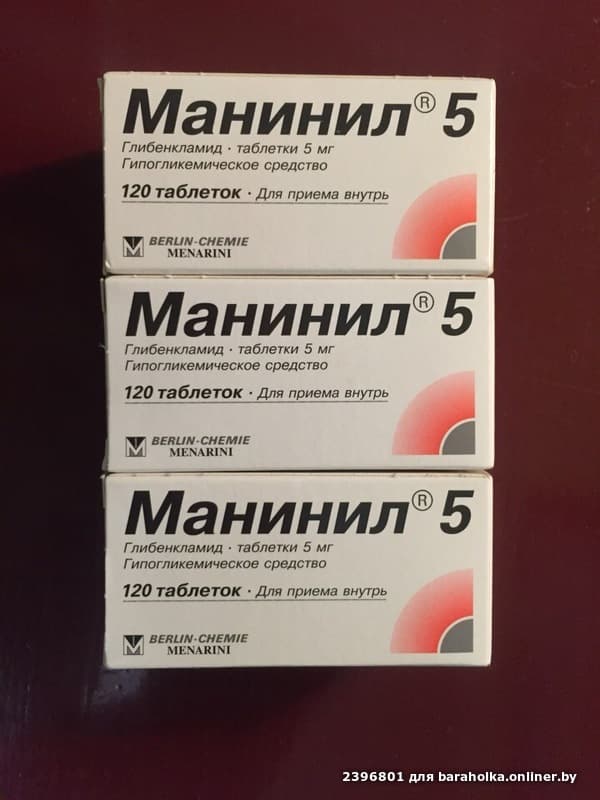 Манинил® 5
Глибенкламид · таблетки 5 мг
Гипогликемическое средство
120 таблеток · Для приема внутрь
BERLIN-CHEMIE
MENARINI
Манинил® 5
Глибенкламид · таблетки 5 мг
Гипогликемическое средство
120 таблеток · Для приема внутрь
BERLIN-CHEMIE
MENARINI
Манинил® 5
Глибенкламид · таблетки 5 мг
Гипогликемическое средство
120 таблеток · Для приема внутрь
BERLIN-CHEMIE
MENARINI
2396801 для baraholka.onliner.by